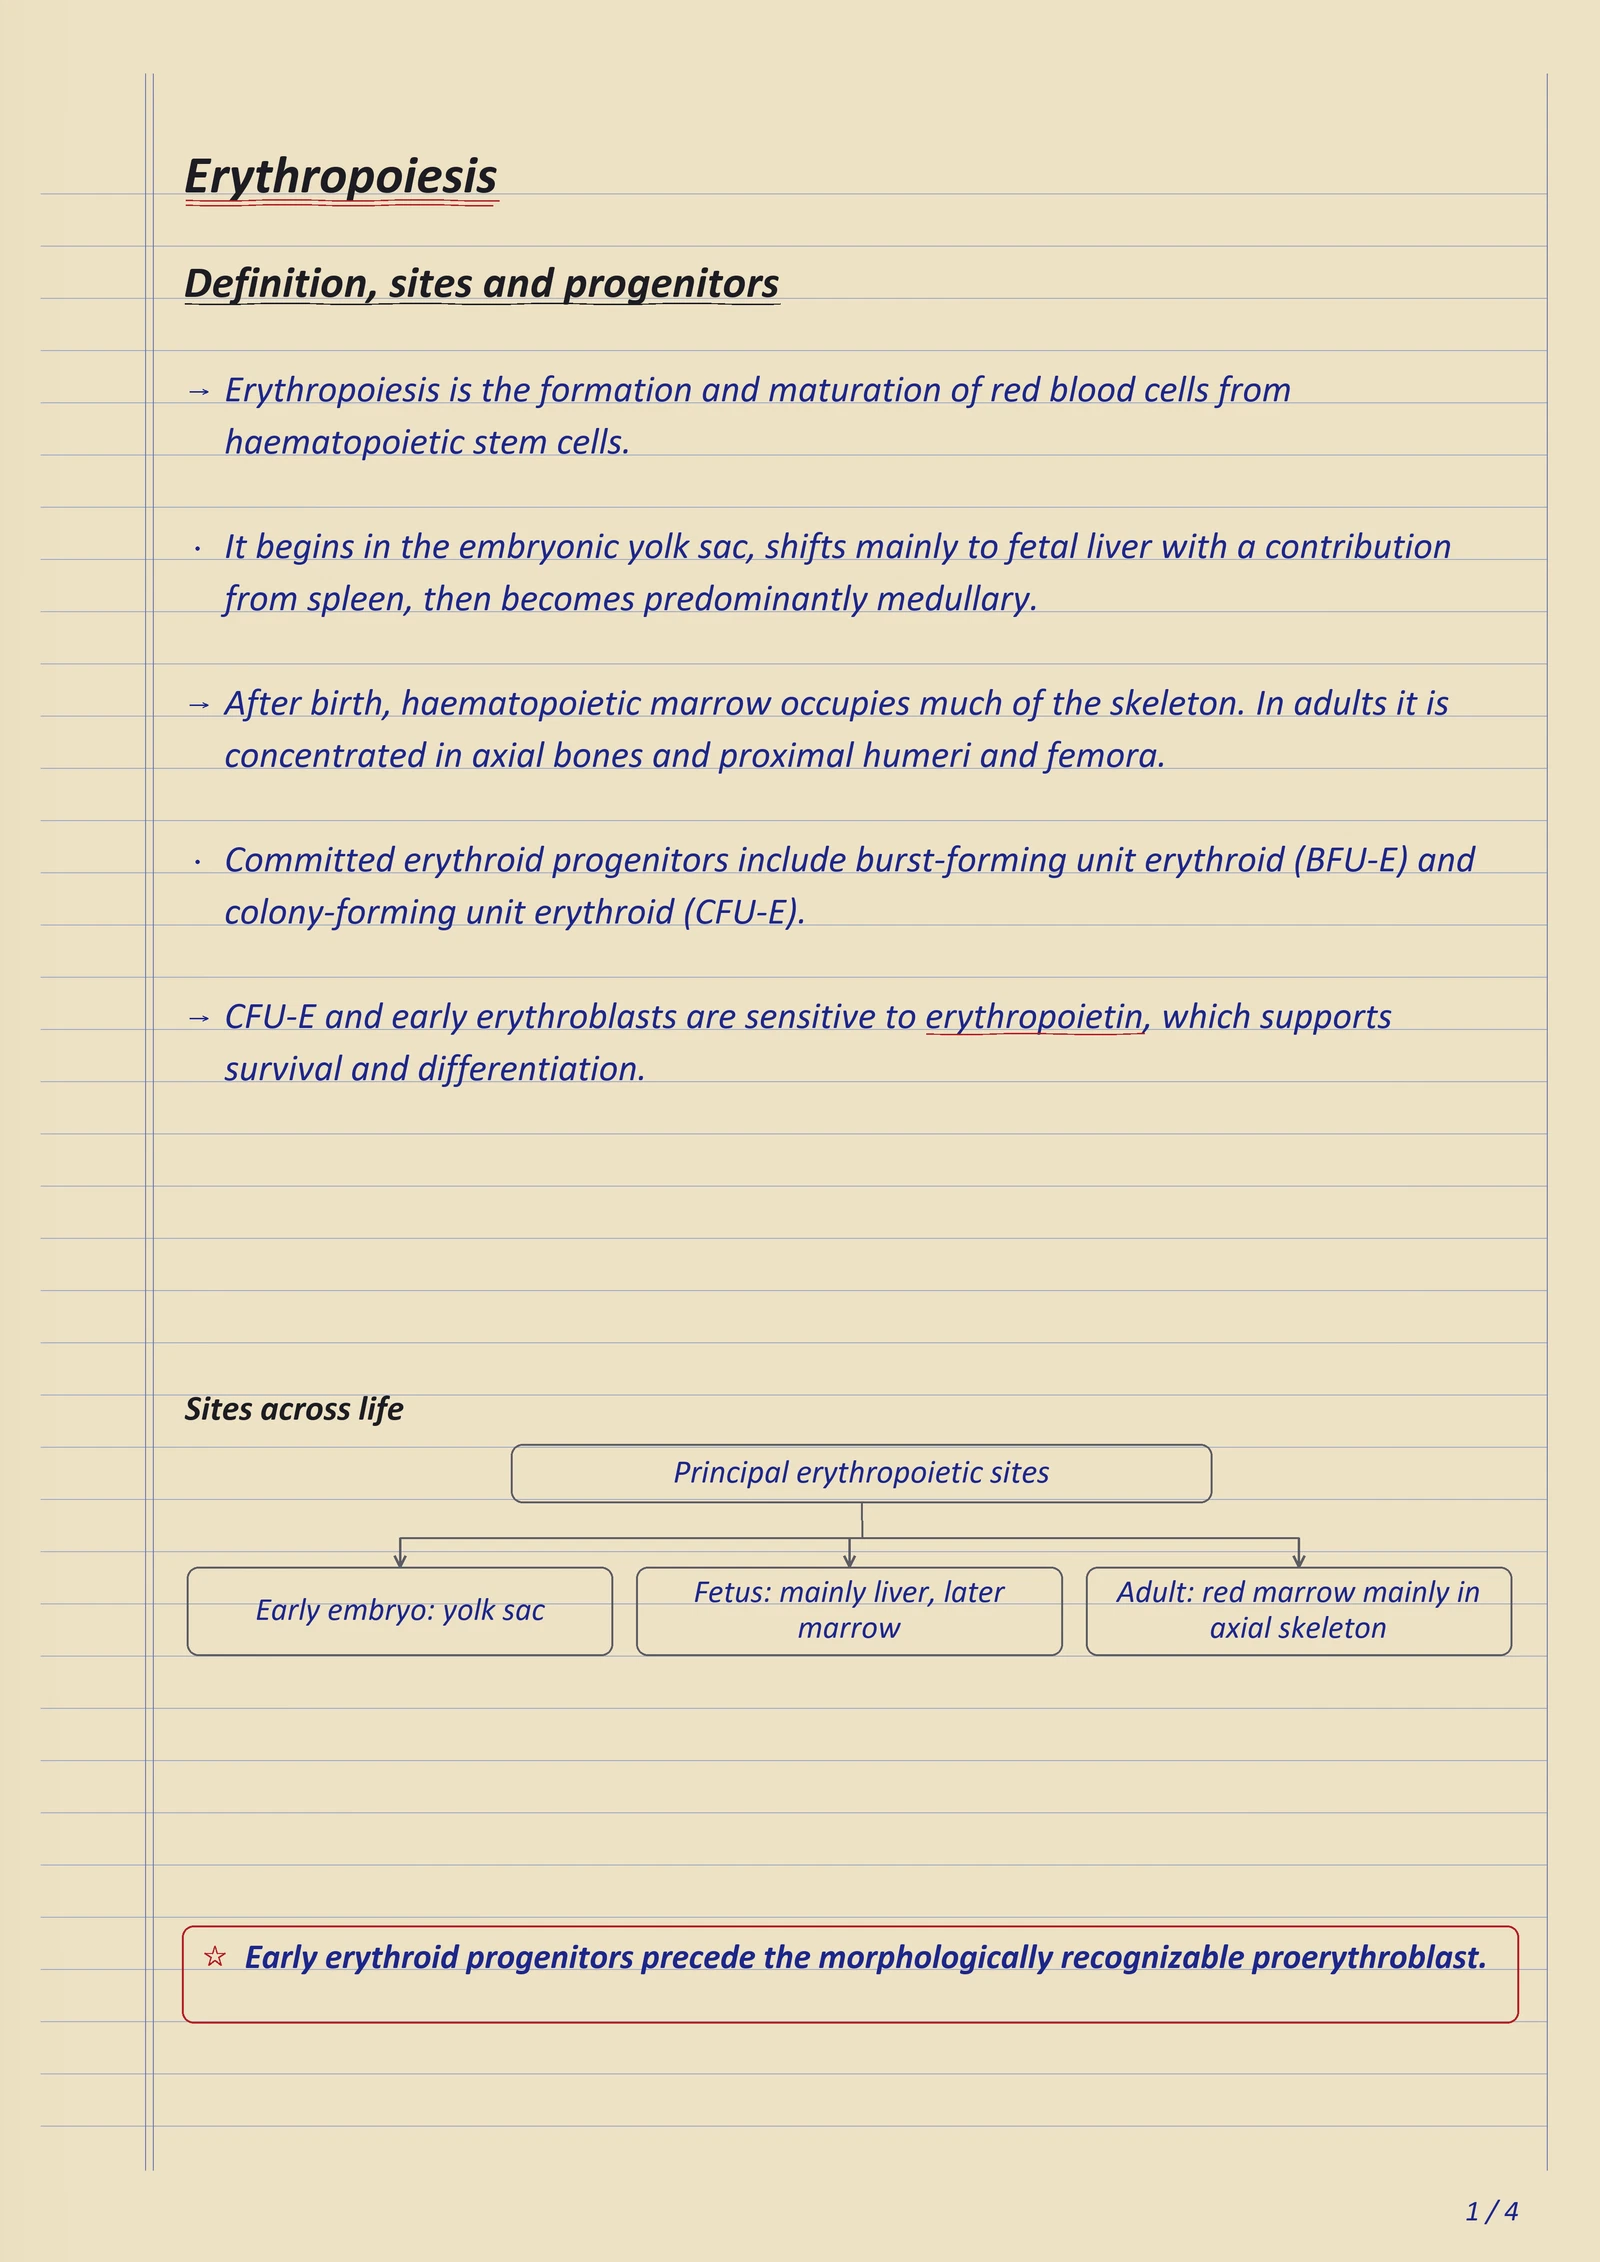 Erythropoiesis
Definition, sites and progenitors
→ Erythropoiesis is the formation and maturation of red blood cells from
haematopoietic stem cells.
· It begins in the embryonic yolk sac, shifts mainly to fetal liver with a contribution
from spleen, then becomes predominantly medullary.
→ After birth, haematopoietic marrow occupies much of the skeleton. In adults it is
concentrated in axial bones and proximal humeri and femora.
· Committed erythroid progenitors include burst-forming unit erythroid (BFU-E) and
colony-forming unit erythroid (CFU-E).
→ CFU-E and early erythroblasts are sensitive to erythropoietin, which supports
survival and differentiation.
Sites across life
Principal erythropoietic sites
Early embryo: yolk sac
Fetus: mainly liver, later
marrow
Adult: red marrow mainly in
axial skeleton
☆ Early erythroid progenitors precede the morphologically recognizable proerythroblast.
1 / 4